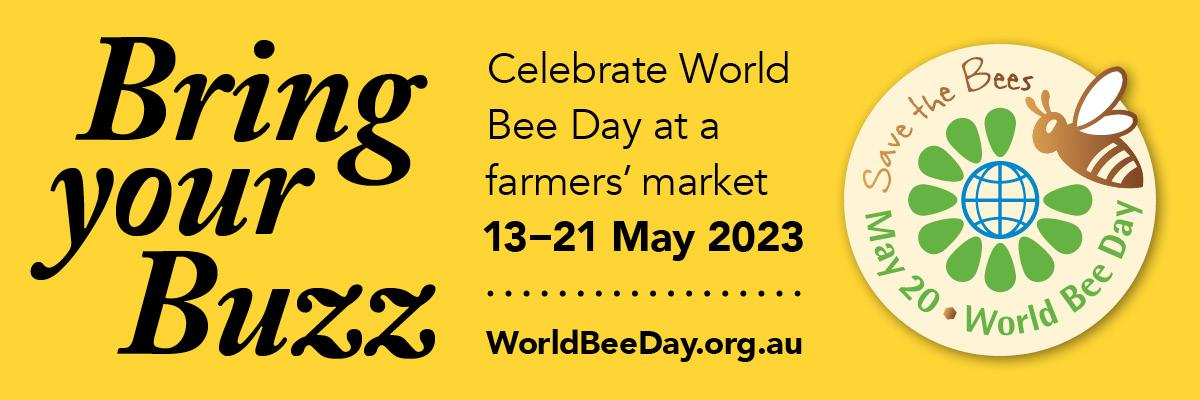 Bring
your
Buzz
Celebrate World
Bee Day at a
farmers’ market
13–21 May 2023
WorldBeeDay.org.au
Save the Bees
May 20 • World Bee Day